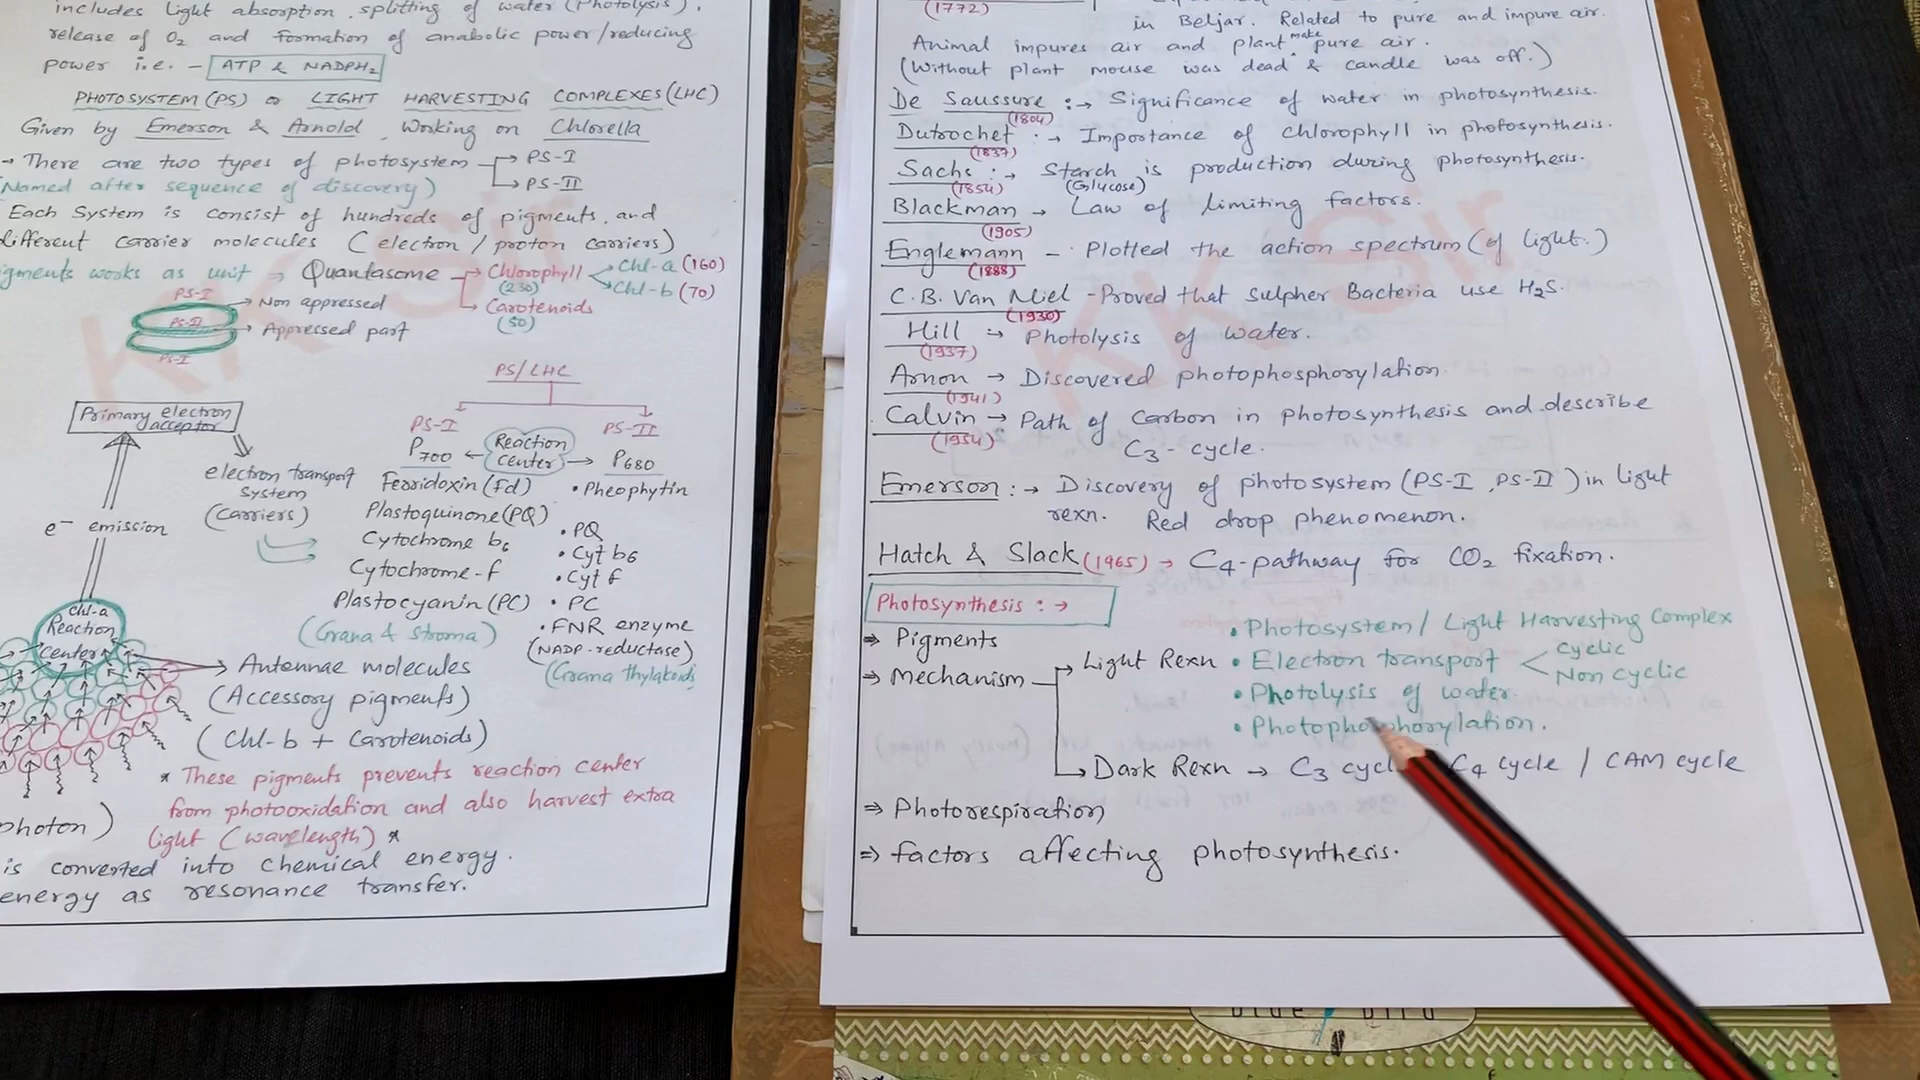 includes light absorption, splitting of water (Photolysis),
release of O2 and formation of anabolic power/reducing
power i.e. - ATP & NADPH2
PHOTOSYSTEM (PS) or LIGHT HARVESTING COMPLEXES (LHC)
Given by Emerson & Arnold, Working on Chlorella
→ There are two types of photosystem → PS-I
→ PS-II
(Named after sequence of discovery)
Each System is consist of hundreds of pigments, and
different carrier molecules (electron / proton carriers)
igments works as unit → Quantasome → Chlorophyll Chl-a (160)
(230) Chl-b (70)
→ Carotenoids
(50)
PS-I
Non appressed
PS-II
Appressed part
PS-I
PS/LHC
Primary electron
acceptor
PS-I PS-II
P700 ← Reaction center → P680
electron transport
system
(Carriers)
e- emission
Ferridoxin (Fd)
Plastoquinone (PQ)
Cytochrome b6
Cytochrome-f
Plastocyanin (PC)
(Grana & Stroma)
• Pheophytin
• PQ
• Cyt b6
• Cyt f
• PC
• FNR enzyme
(NADP-reductase)
(Grana thylakoids
Chl-a
Reaction
center
Antennae molecules
(Accessory pigments)
(Chl-b + Carotenoids)
* These pigments prevents reaction center
from photooxidation and also harvest extra
light (wavelength) *
photon)
is converted into chemical energy.
energy as resonance transfer.
KK Sir
(1772)
in Beljar. Related to pure and impure air.
Animal impures air and plant make pure air.
(Without plant mouse was dead & candle was off.)
De Saussure :→ Significance of water in photosynthesis.
(1804)
Dutrochet :→ Importance of chlorophyll in photosynthesis.
(1837)
Sachs :→ Starch is production during photosynthesis.
(1854) (Glycose)
Blackman → Law of limiting factors.
(1905)
Englemann - Plotted the action spectrum (of light.)
(1888)
C.B. Van Niel - Proved that sulpher Bacteria use H2S.
(1930)
Hill → Photolysis of water.
(1937)
Arnon → Discovered photophosphorylation
(1941)
Calvin → Path of Carbon in photosynthesis and describe
(1954) C3- cycle.
Emerson :→ Discovery of photosystem (PS-I, PS-II) in light
rexn. Red drop phenomenon.
Hatch & Slack (1965) → C4-pathway for CO2 fixation.
Photosynthesis :→
⇒ Pigments
⇒ Mechanism → Light Rexn
• Photosystem / Light Harvesting Complex
• Electron transport < Cyclic
Non cyclic
• Photolysis of water
• Photophosphorylation.
→ Dark Rexn → C3 cycle C4 cycle / CAM cycle
⇒ Photorespiration
⇒ factors affecting photosynthesis.
KK Sir